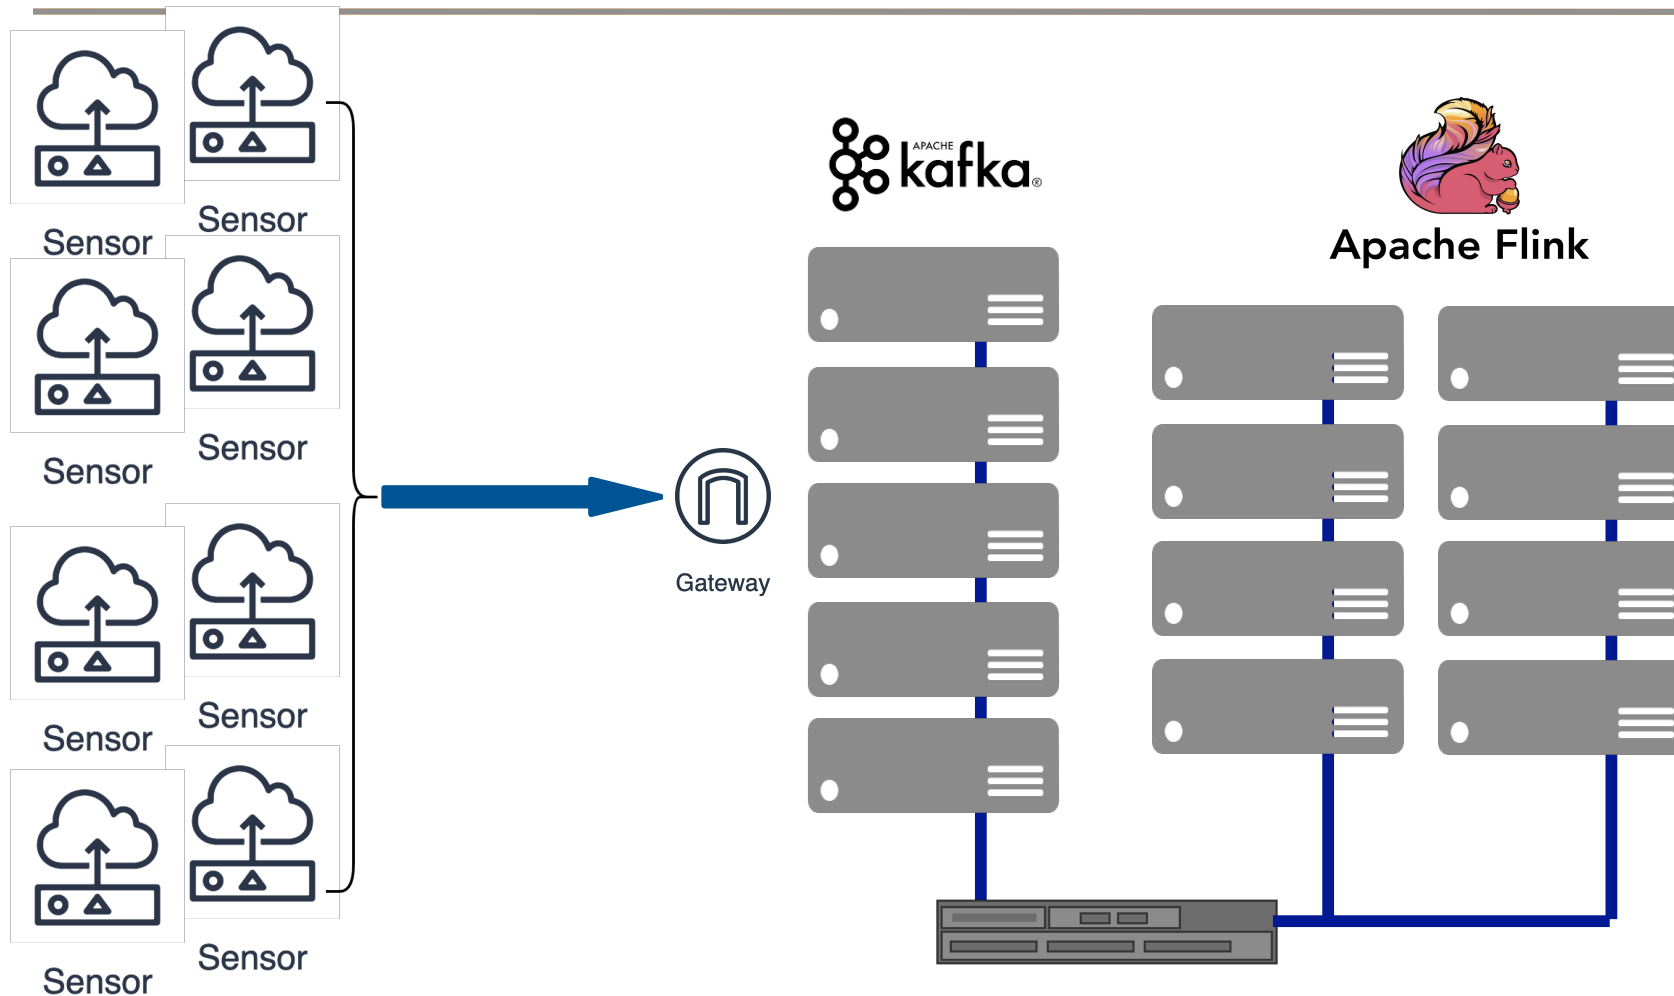 Sensor
Sensor
Sensor
Sensor
Sensor
Sensor
Sensor
Sensor
Gateway
APACHE
kafka®
Apache Flink